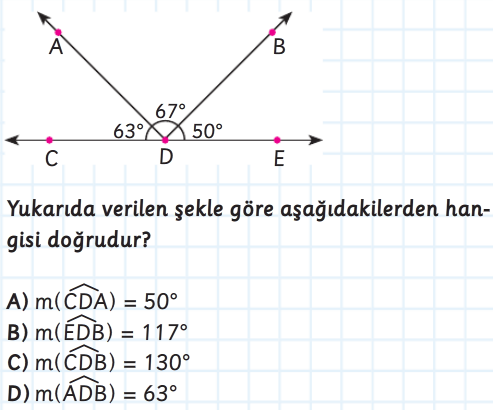 A B
67°
63° 50°
C D E
Yukarıda verilen şekle göre aşağıdakilerden han-
gisi doğrudur?
A) m(CDA) = 50°
B) m(EDB) = 117°
C) m(CDB) = 130°
D) m(ADB) = 63°